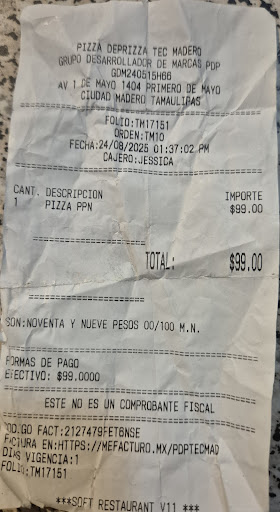 PIZZA DEPRIZZA TEC MADERO
GRUPO DESARROLLADOR DE MARCAS PDP
GDM240515H66
AV 1 DE MAYO 1404 PRIMERO DE MAYO
CIUDAD MADERO TAMAULIPAS
==============================
FOLIO:TM17151
ORDEN:TM10
FECHA:24/08/2025 01:37:02 PM
CAJERO:JESSICA
==============================
CANT. DESCRIPCION IMPORTE
1 PIZZA PPN $99.00
==============================
TOTAL: $99.00
==============================
SON:NOVENTA Y NUEVE PESOS 00/100 M.N.
==============================
FORMAS DE PAGO
EFECTIVO: $99.0000
==============================
ESTE NO ES UN COMPROBANTE FISCAL
==============================
COD.GO FACT:2127479FET6NSE
FACTURA EN:HTTPS://MEFACTURO.MX/PDPTECMAD
DIAS VIGENCIA:1
FOLIO:TM17151
***SOFT RESTAURANT V11 ***